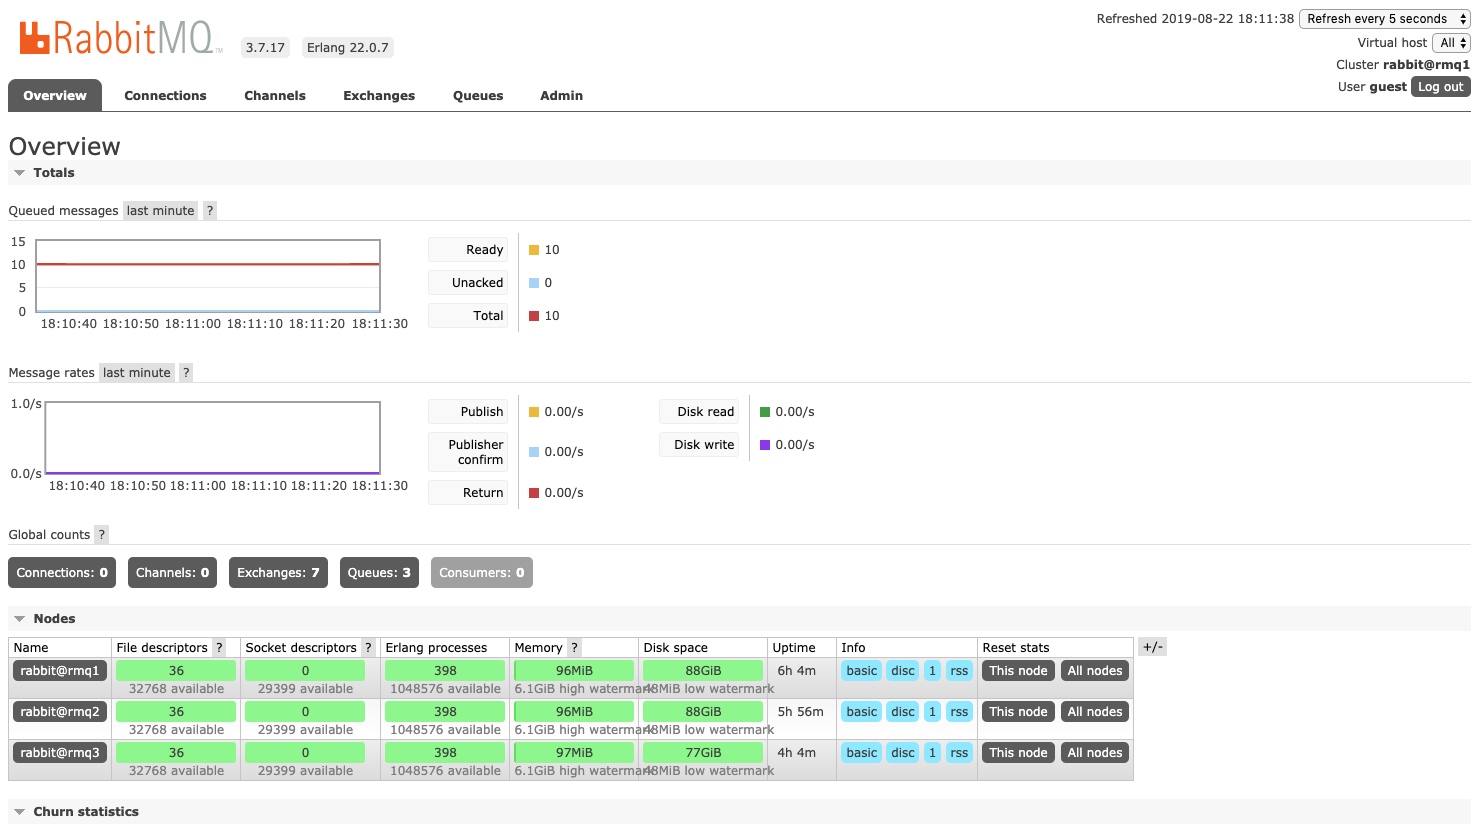 RabbitMQ TM 3.7.17 Erlang 22.0.7
Refreshed 2019-08-22 18:11:38 Refresh every 5 seconds
Virtual host All
Cluster rabbit@rmq1
User guest Log out
Overview Connections Channels Exchanges Queues Admin
Overview
Totals
Queued messages last minute ?
15
10
5
0
18:10:40 18:10:50 18:11:00 18:11:10 18:11:20 18:11:30
Ready 10
Unacked 0
Total 10
Message rates last minute ?
1.0/s
0.0/s
18:10:40 18:10:50 18:11:00 18:11:10 18:11:20 18:11:30
Publish 0.00/s
Publisher
confirm 0.00/s
Return 0.00/s
Disk read 0.00/s
Disk write 0.00/s
Global counts ?
Connections: 0 Channels: 0 Exchanges: 7 Queues: 3 Consumers: 0
Nodes
Name File descriptors ? Socket descriptors ? Erlang processes Memory ? Disk space Uptime Info Reset stats +/-
rabbit@rmq1 36 0 398 96MiB 88GiB 6h 4m basic disc 1 rss This node All nodes
32768 available 29399 available 1048576 available 6.1GiB high watermark 48MiB low watermark
rabbit@rmq2 36 0 398 96MiB 88GiB 5h 56m basic disc 1 rss This node All nodes
32768 available 29399 available 1048576 available 6.1GiB high watermark 48MiB low watermark
rabbit@rmq3 36 0 398 97MiB 77GiB 4h 4m basic disc 1 rss This node All nodes
32768 available 29399 available 1048576 available 6.1GiB high watermark 48MiB low watermark
Churn statistics